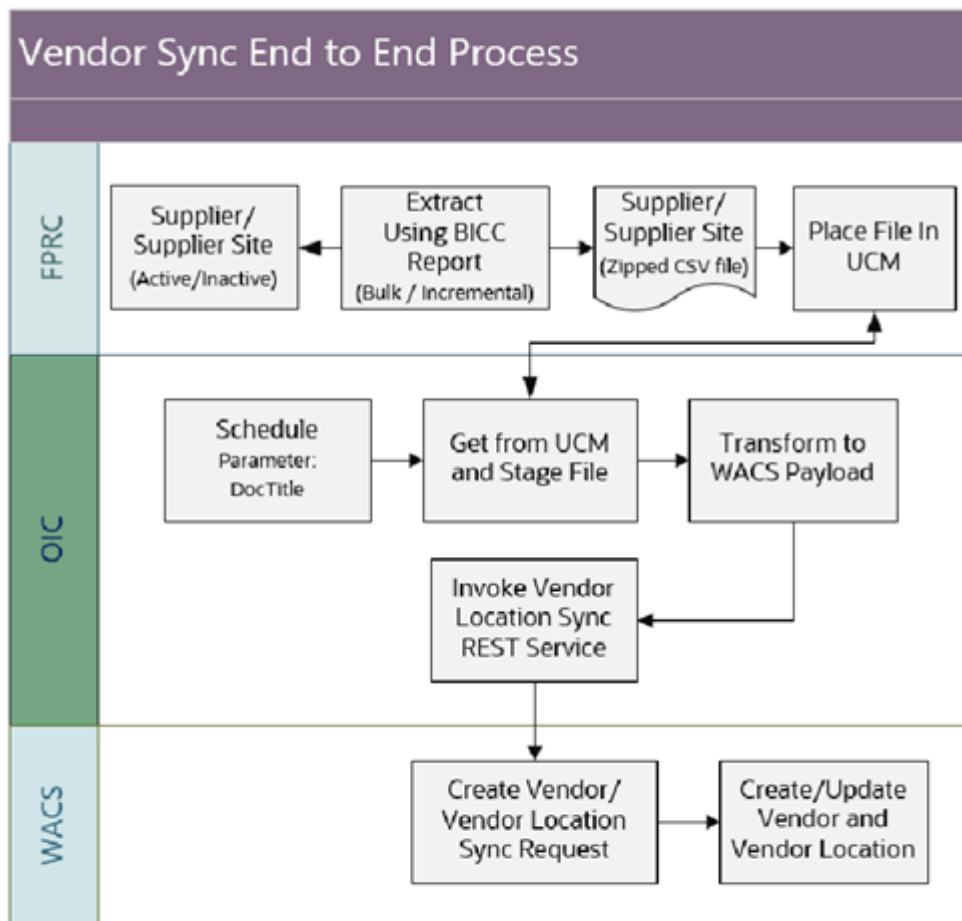 Vendor Sync End to End Process
FPRC
Supplier/
Supplier Site
(Active/Inactive)
Extract
Using BICC
Report
(Bulk / Incremental)
Supplier/
Supplier Site
(Zipped CSV file)
Place File In
UCM
OIC
Schedule
Parameter:
DocTitle
Get from UCM
and Stage File
Transform to
WACS Payload
Invoke Vendor
Location Sync
REST Service
WACS
Create Vendor/
Vendor Location
Sync Request
Create/Update
Vendor and
Vendor Location